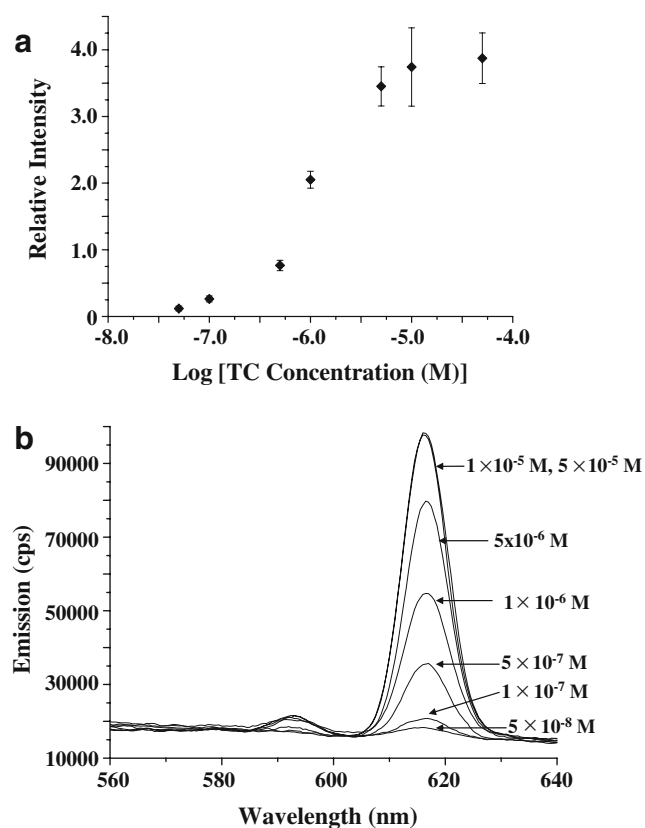 a
4.0
3.0
2.0
1.0
0
Relative Intensity
-8.0 -7.0 -6.0 -5.0 -4.0
Log [TC Concentration (M)]
b
90000
70000
50000
30000
10000
Emission (cps)
1×10⁻⁵ M, 5×10⁻⁵ M
5x10⁻⁶ M
1×10⁻⁶ M
5×10⁻⁷ M
1×10⁻⁷ M
5×10⁻⁸ M
560 580 600 620 640
Wavelength (nm)